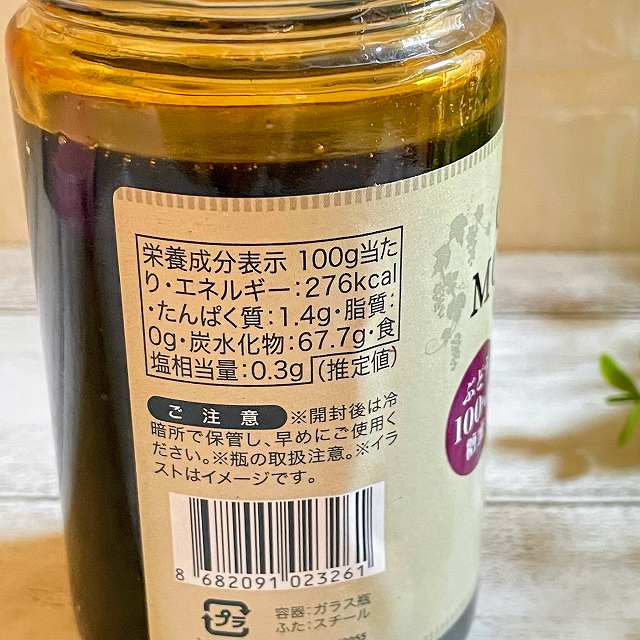 栄養成分表示 100g当た
り・エネルギー：276kcal
・たんぱく質：1.4g・脂質：
0g・炭水化物：67.7g・食
塩相当量：0.3g (推定値)
ご注意 ※開封後は冷
暗所で保管し、早めにご使用く
ださい。※瓶の取扱注意。※イラ
ストはイメージです。
8 682091 023261
プラ
容器：ガラス瓶
ふた：スチール
MO
ぶど
100